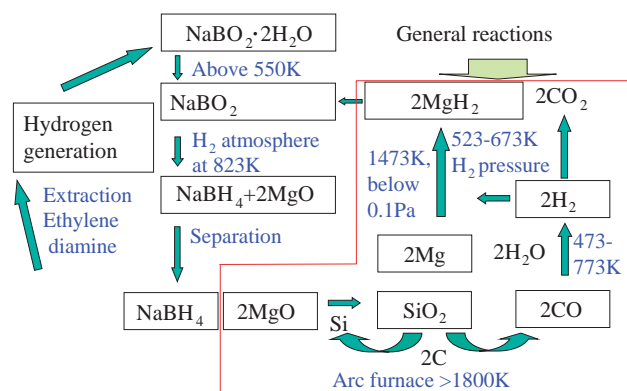 NaBO₂·2H₂O
General reactions
Above 550K
NaBO₂
2MgH₂
2CO₂
Hydrogen
generation
H₂ atmosphere
at 823K
1473K,
below
0.1Pa
523-673K
H₂ pressure
Extraction
Ethylene
diamine
NaBH₄+2MgO
2H₂
Separation
2Mg
2H₂O
473-
773K
NaBH₄
2MgO
Si
SiO₂
2CO
2C
Arc furnace >1800K